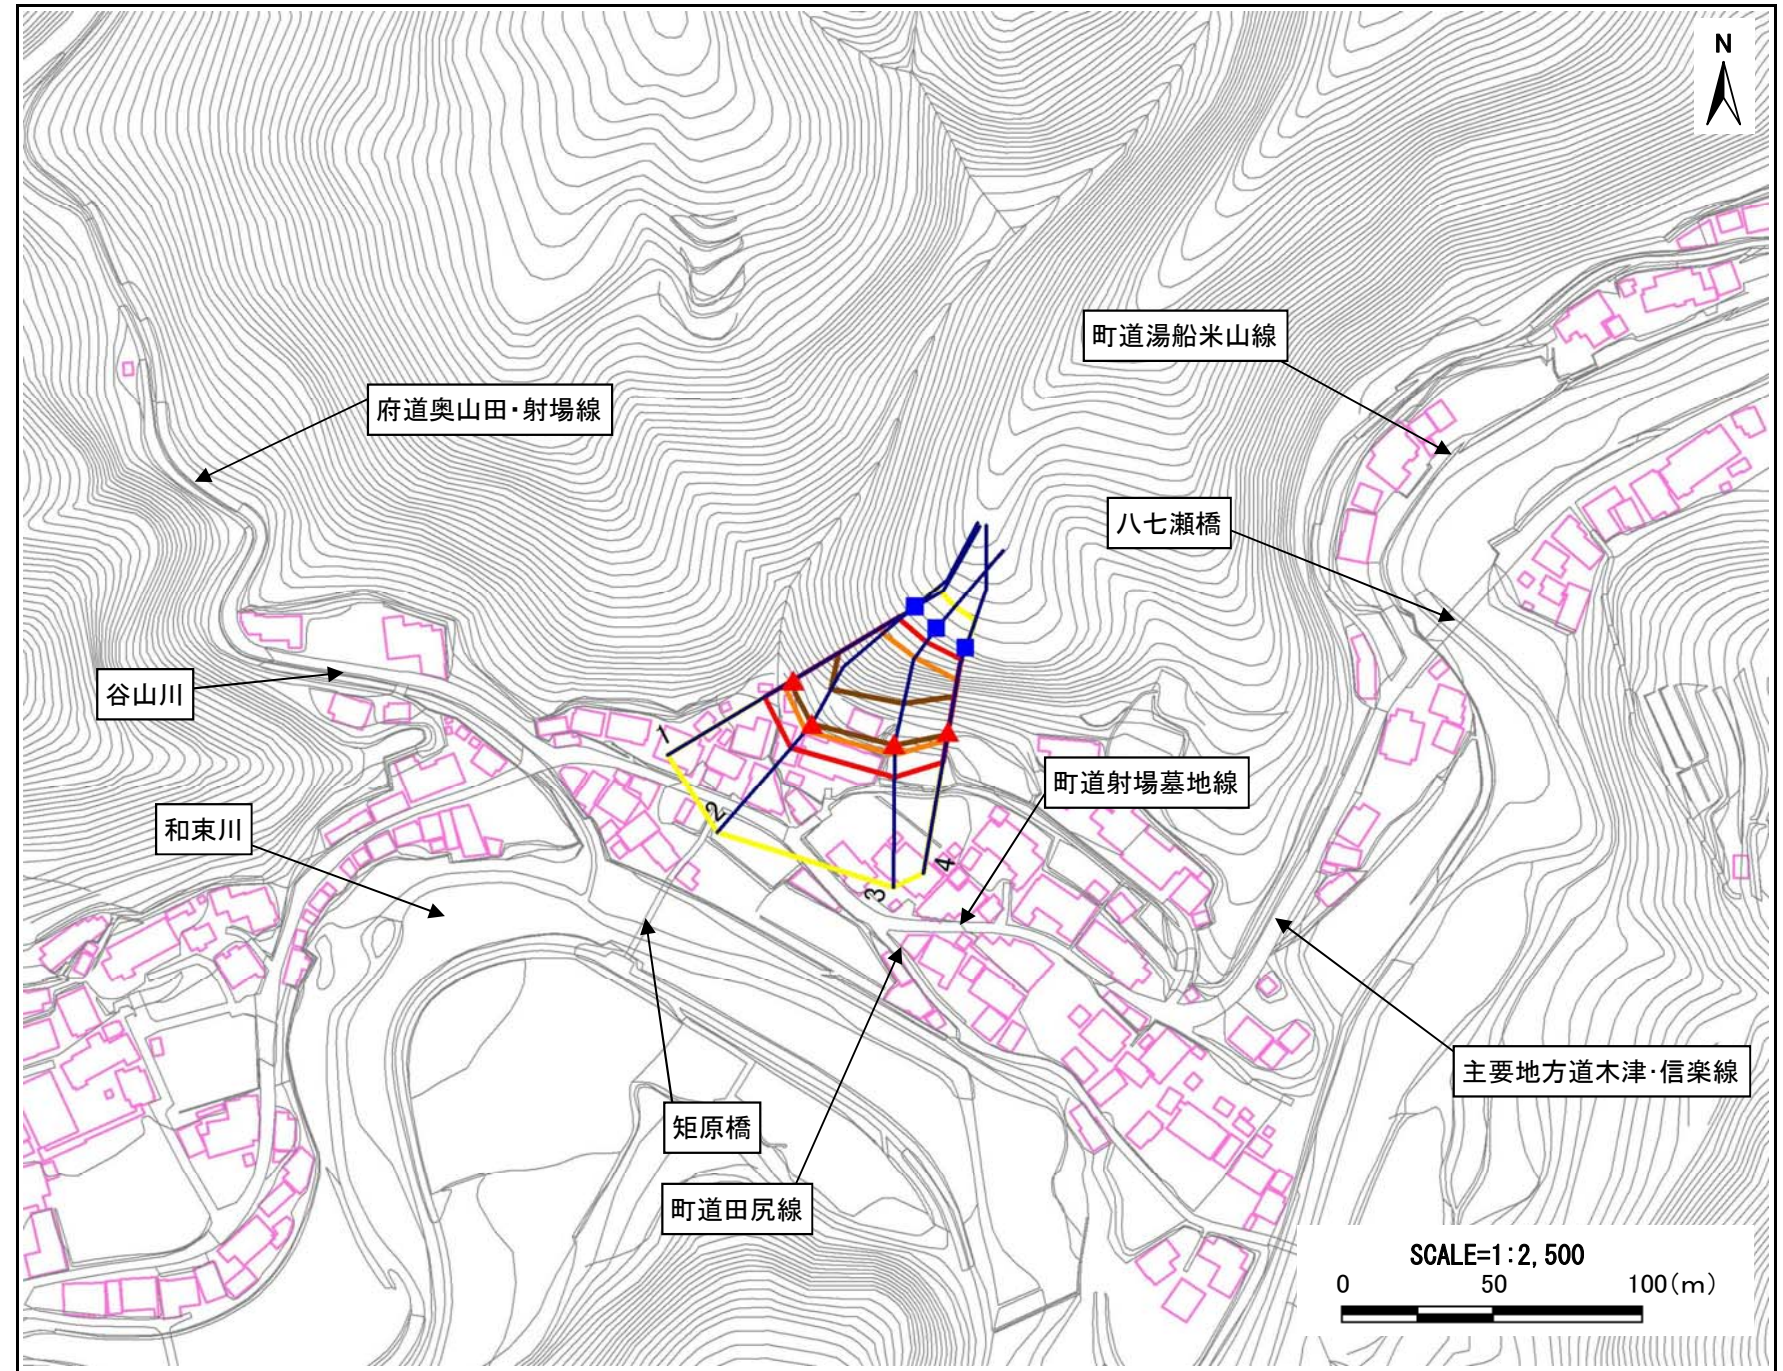 N
町道湯船米山線
府道奥山田・射場線
八七瀬橋
谷山川
1
町道射場墓地線
2
和束川
4
3
主要地方道木津・信楽線
矩原橋
町道田尻線
SCALE=1:2,500
0 50 100(m)